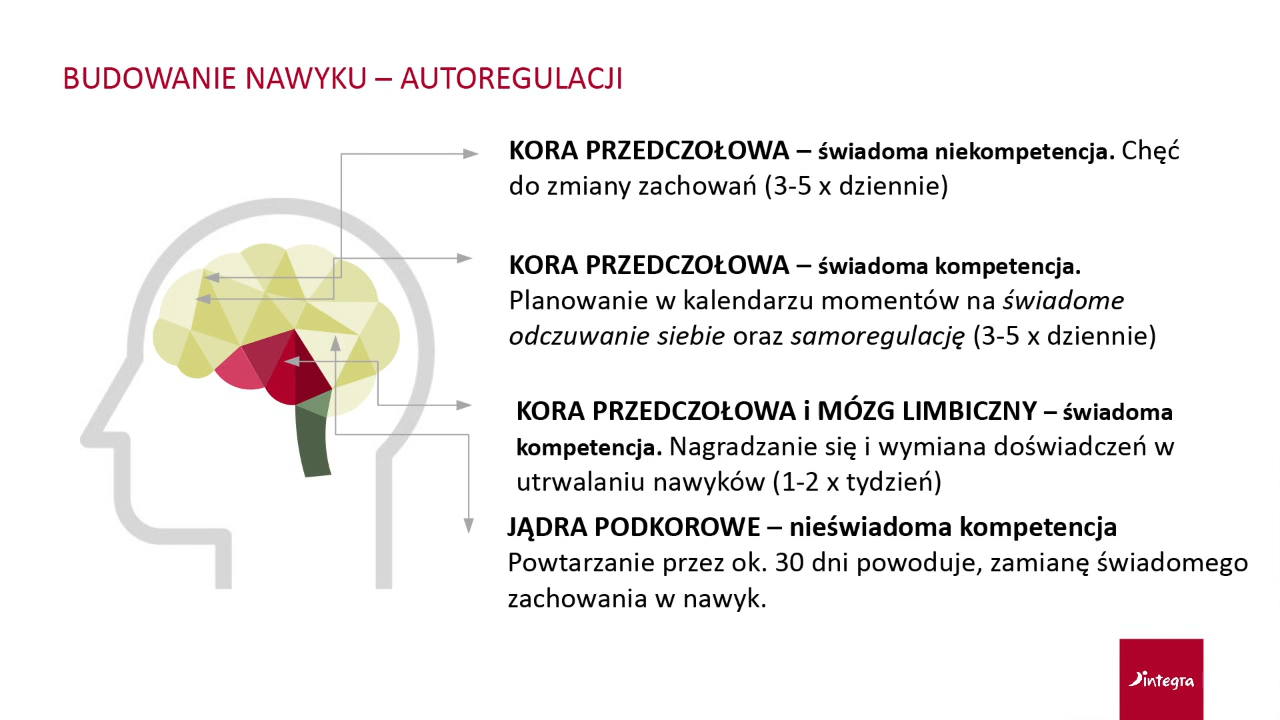 BUDOWANIE NAWYKU – AUTOREGULACJI
KORA PRZEDCZOŁOWA – świadoma niekompetencja. Chęć
do zmiany zachowań (3-5 x dziennie)
KORA PRZEDCZOŁOWA – świadoma kompetencja.
Planowanie w kalendarzu momentów na świadome
odczuwanie siebie oraz samoregulację (3-5 x dziennie)
KORA PRZEDCZOŁOWA i MÓZG LIMBICZNY – świadoma
kompetencja. Nagradzanie się i wymiana doświadczeń w
utrwalaniu nawyków (1-2 x tydzień)
JĄDRA PODKOROWE – nieświadoma kompetencja
Powtarzanie przez ok. 30 dni powoduje, zamianę świadomego
zachowania w nawyk.
integra